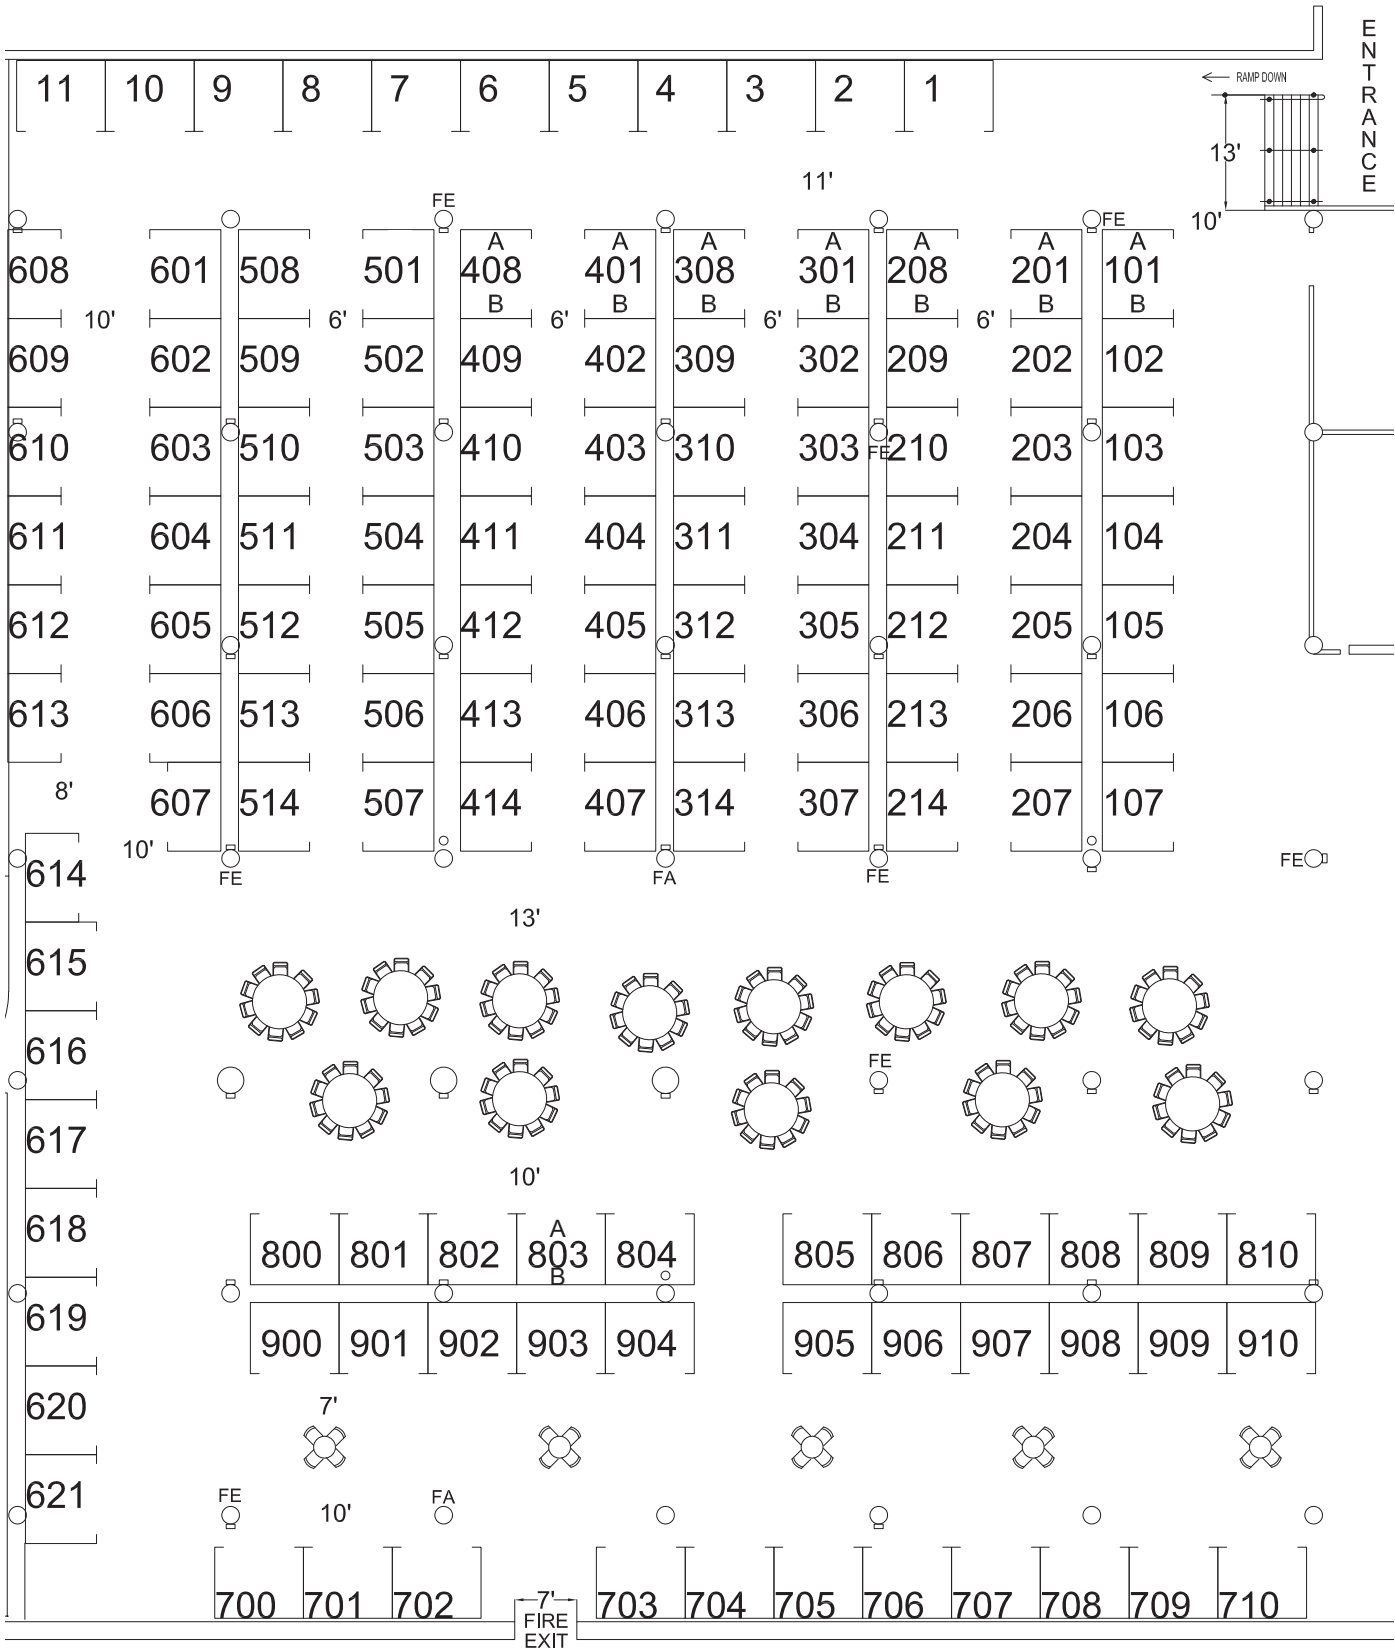 ENTRANCE
11 10 9 8 7 6 5 4 3 2 1
RAMP DOWN
13'
11'
10'
FE FE
A A A A A A A
608 601 508 501 408 401 308 301 208 201 101
B B B B B B B
10' 6' 6' 6' 6'
609 602 509 502 409 402 309 302 209 202 102
610 603 510 503 410 403 310 303 FE 210 203 103
611 604 511 504 411 404 311 304 211 204 104
612 605 512 505 412 405 312 305 212 205 105
613 606 513 506 413 406 313 306 213 206 106
8'
607 514 507 414 407 314 307 214 207 107
10'
FE FA FE FE
614
13'
615
616
FE
617
10'
618
A
800 801 802 803 804 805 806 807 808 809 810
B
619
900 901 902 903 904 905 906 907 908 909 910
620
7'
621
FE FA
10'
700 701 702 703 704 705 706 707 708 709 710
7'
FIRE
EXIT